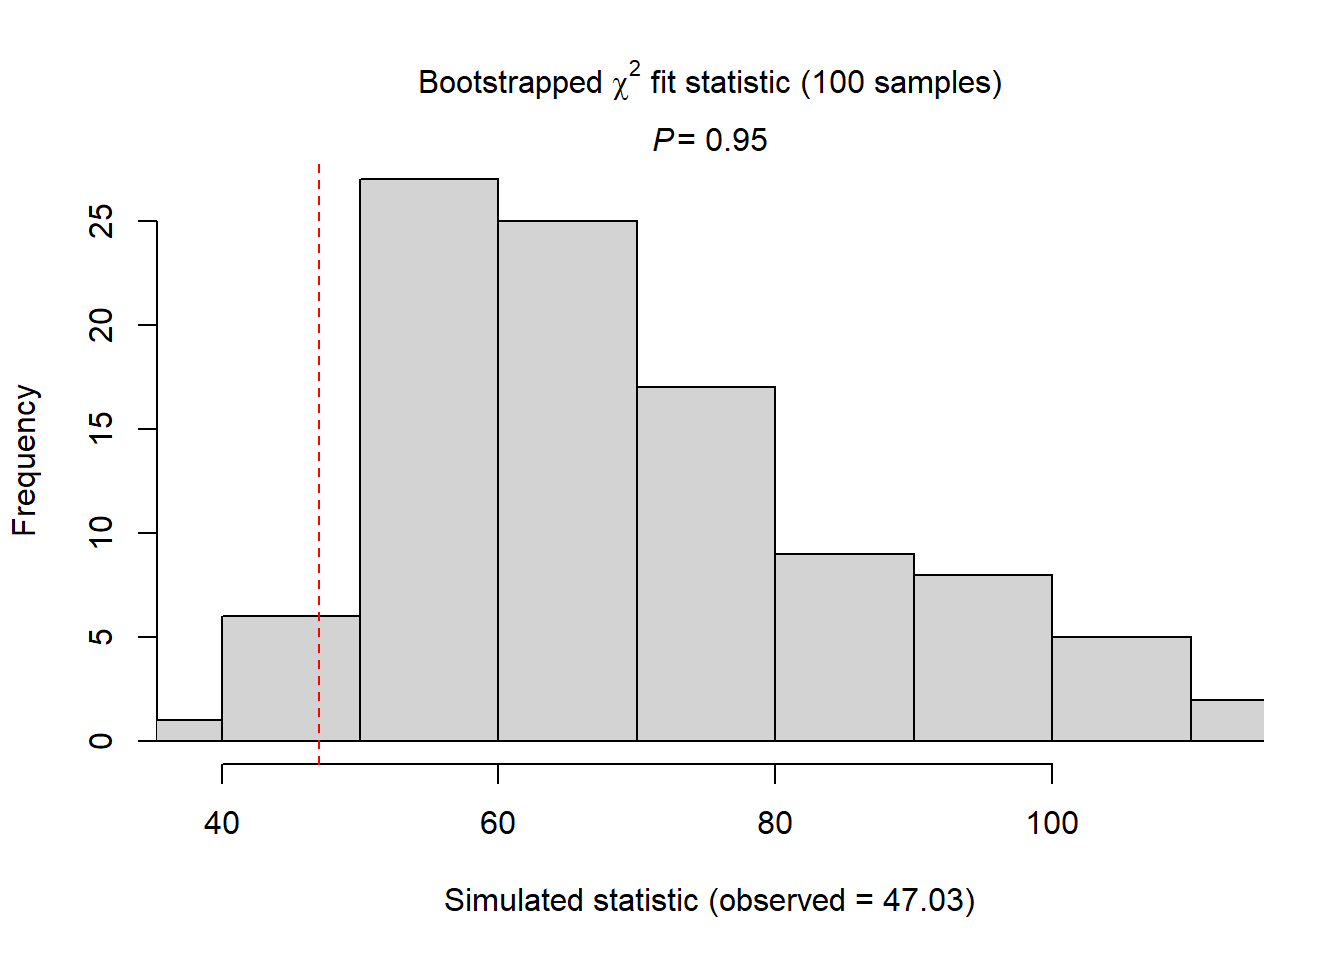 Bootstrapped χ² fit statistic (100 samples)
P = 0.95
Frequency
25
20
15
10
5
0
40 60 80 100
Simulated statistic (observed = 47.03)